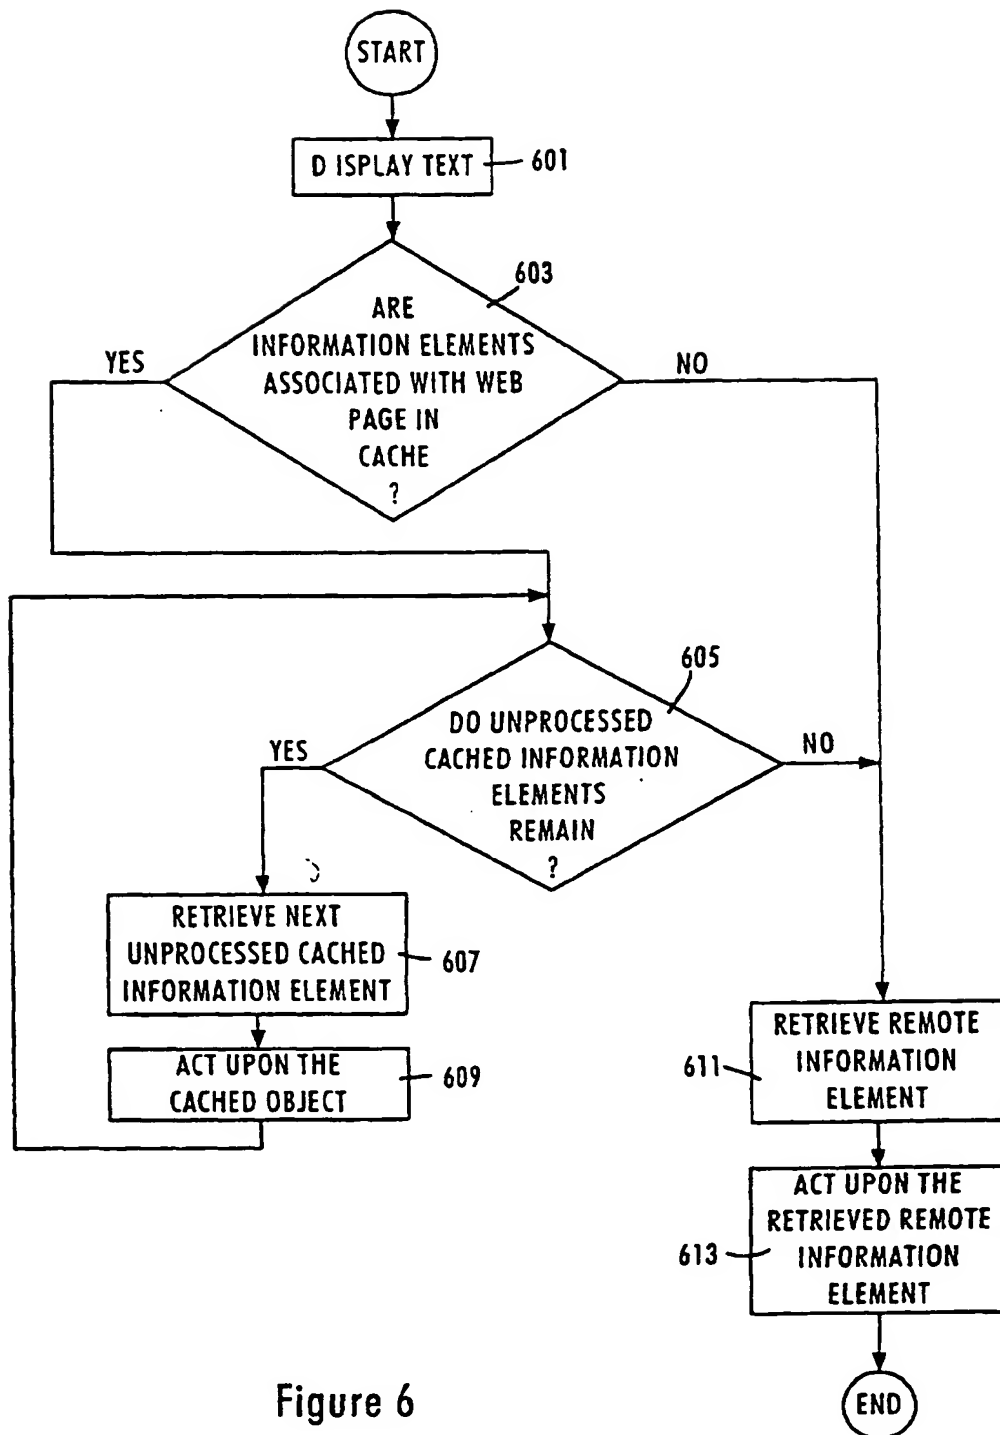 START
D ISPLAY TEXT
601
603
ARE
INFORMATION ELEMENTS
ASSOCIATED WITH WEB
PAGE IN
CACHE
?
YES
NO
605
DO UNPROCESSED
CACHED INFORMATION
ELEMENTS
REMAIN
?
YES
NO
RETRIEVE NEXT
UNPROCESSED CACHED
INFORMATION ELEMENT
607
ACT UPON THE
CACHED OBJECT
609
RETRIEVE REMOTE
INFORMATION
ELEMENT
611
ACT UPON THE
RETRIEVED REMOTE
INFORMATION
ELEMENT
613
END
Figure 6